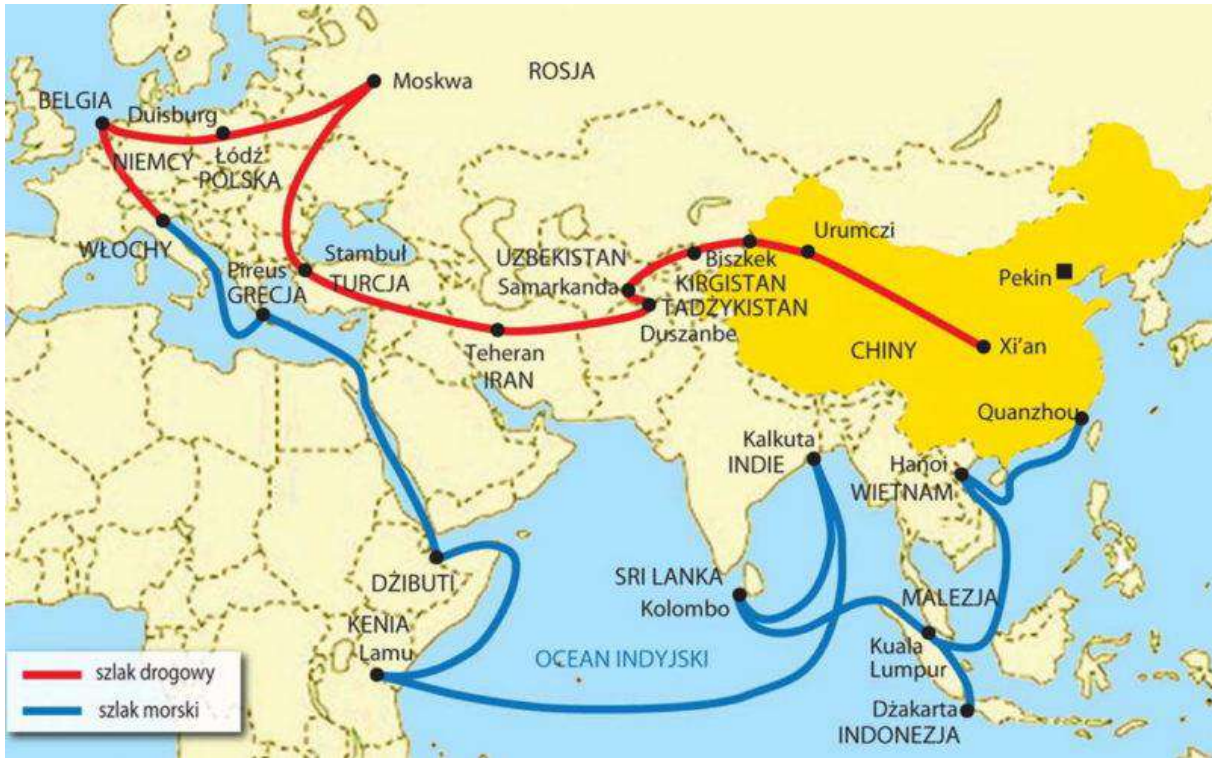 ROSJA
Moskwa
BELGIA
Duisburg
NIEMCY
Łódź
POLSKA
WŁOCHY
Pireus
GRECJA
Stambuł
TURCJA
UZBEKISTAN
Samarkanda
Biszkek
KIRGISTAN
TADŻYKISTAN
Duszanbe
Urumczi
Pekin
Teheran
IRAN
CHINY
Xi'an
Quanzhou
Kalkuta
INDIE
Hanoi
WIETNAM
DŻIBUTI
SRI LANKA
Kolombo
MALEZJA
KENIA
Lamu
OCEAN INDYJSKI
Kuala
Lumpur
Dżakarta
INDONEZJA
szlak drogowy
szlak morski